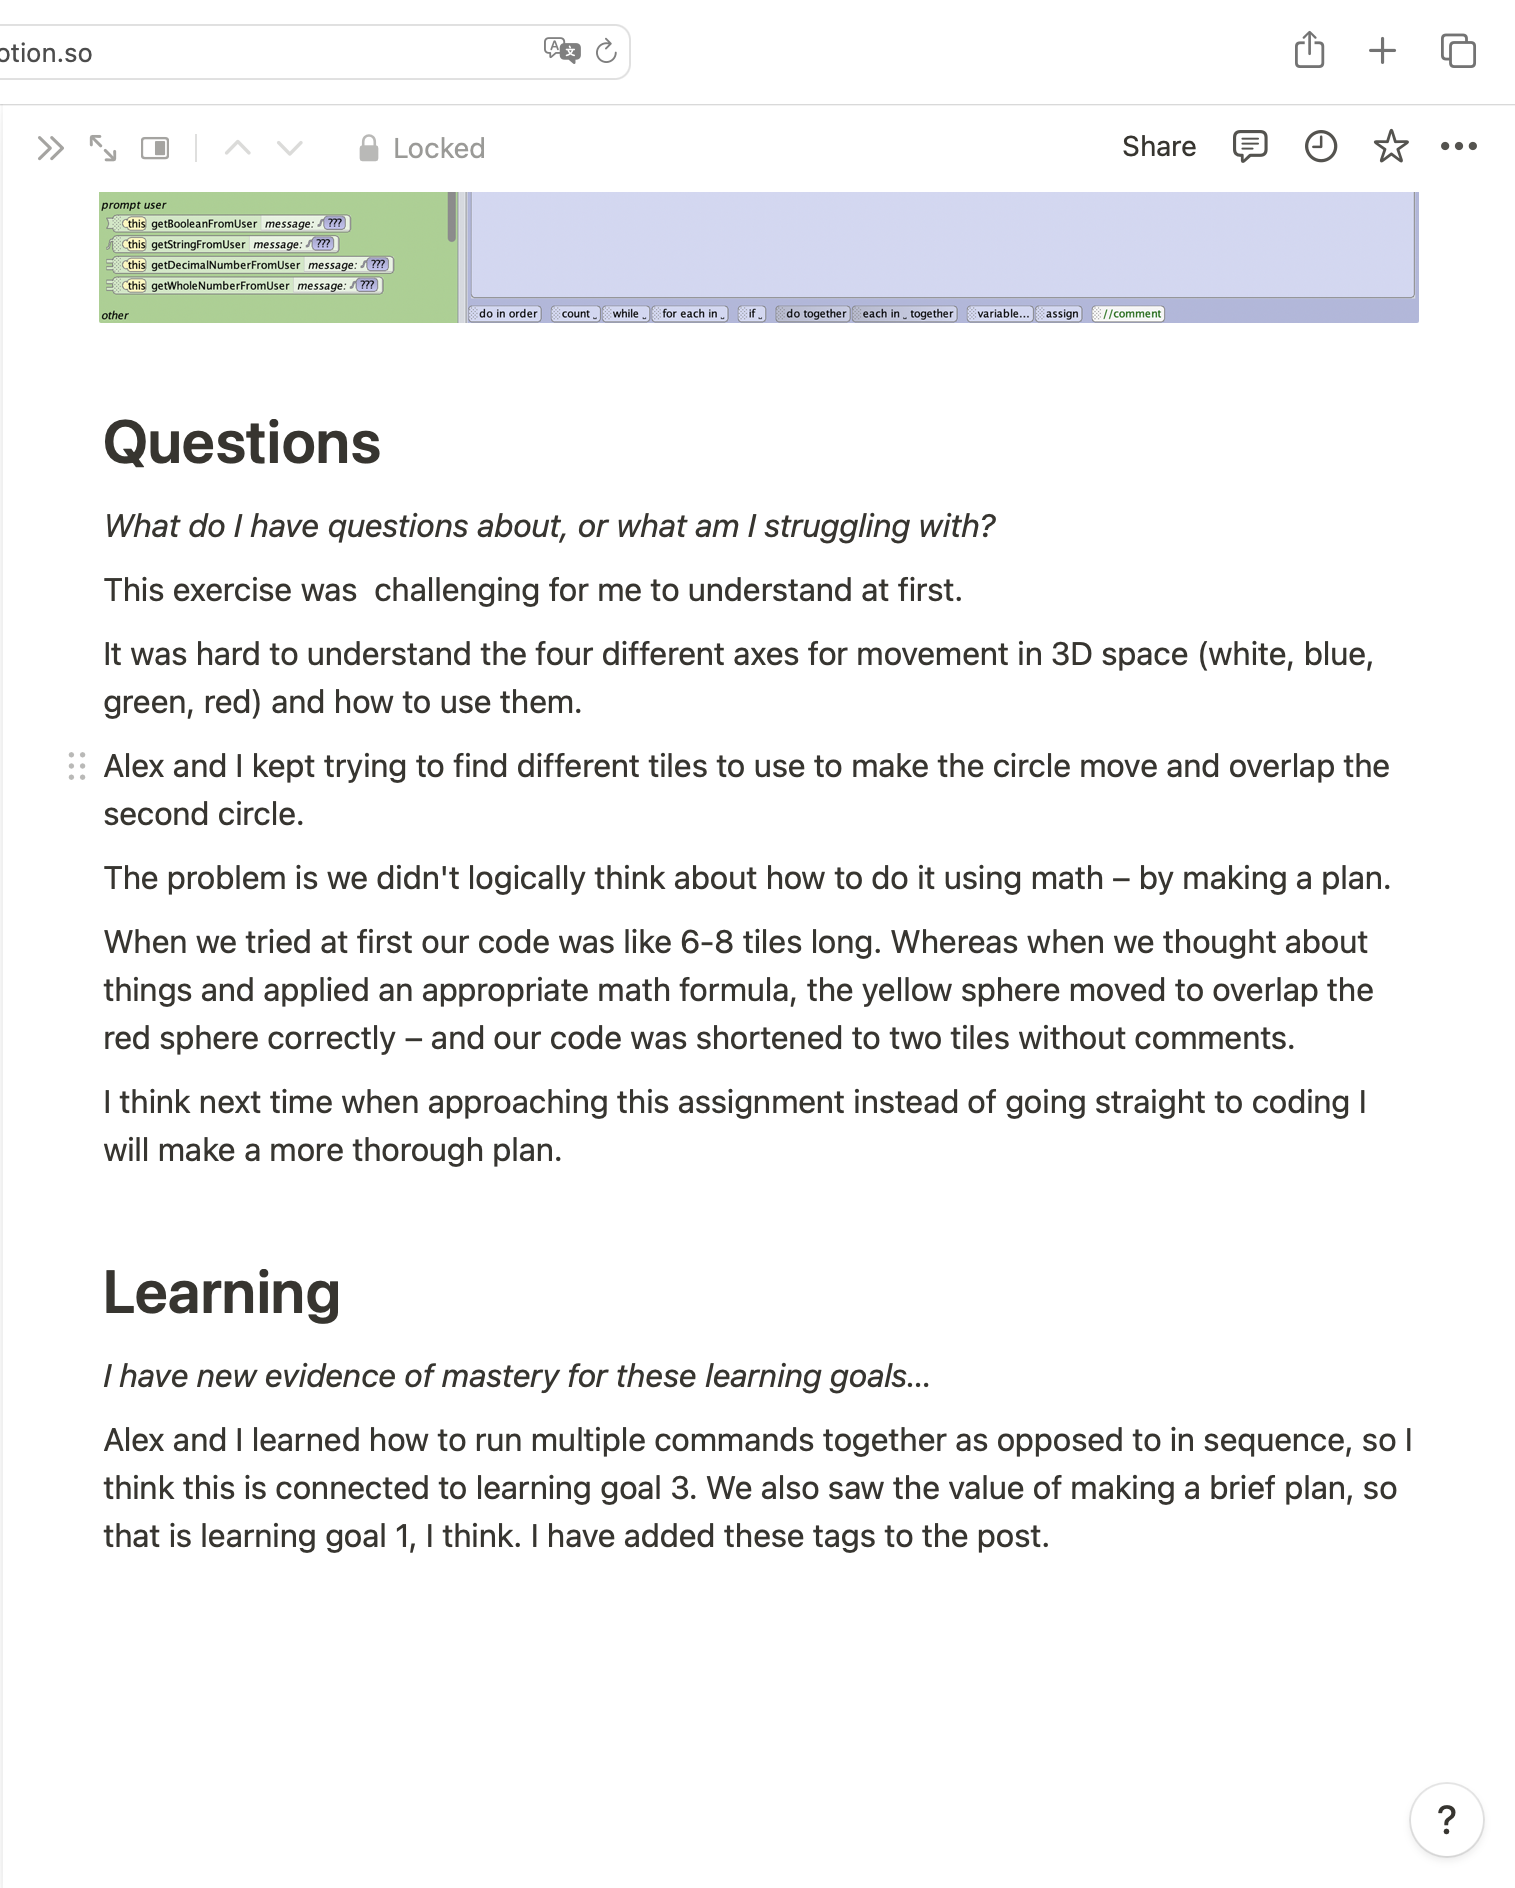 otion.so
Locked
Share
prompt user
this getBooleanFromUser message: ???
this getStringFromUser message: ???
this getDecimalNumberFromUser message: ???
this getWholeNumberFromUser message: ???
other
do in order count while for each in if do together each in together variable... assign //comment
Questions
What do I have questions about, or what am I struggling with?
This exercise was  challenging for me to understand at first.
It was hard to understand the four different axes for movement in 3D space (white, blue,
green, red) and how to use them.
Alex and I kept trying to find different tiles to use to make the circle move and overlap the
second circle.
The problem is we didn't logically think about how to do it using math – by making a plan.
When we tried at first our code was like 6-8 tiles long. Whereas when we thought about
things and applied an appropriate math formula, the yellow sphere moved to overlap the
red sphere correctly – and our code was shortened to two tiles without comments.
I think next time when approaching this assignment instead of going straight to coding I
will make a more thorough plan.
Learning
I have new evidence of mastery for these learning goals...
Alex and I learned how to run multiple commands together as opposed to in sequence, so I
think this is connected to learning goal 3. We also saw the value of making a brief plan, so
that is learning goal 1, I think. I have added these tags to the post.
?